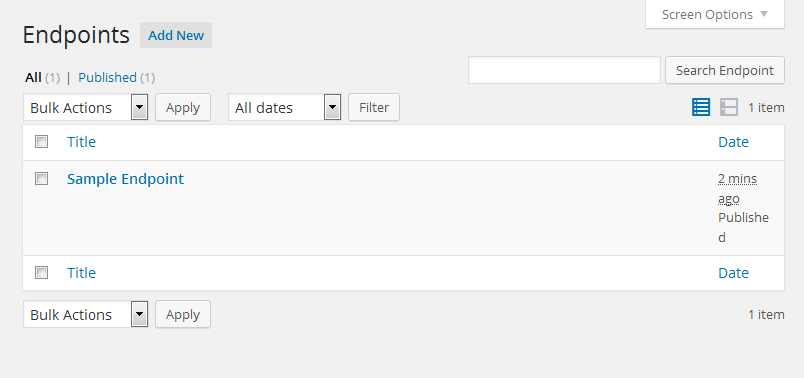 Screen Options
Endpoints Add New
All (1) | Published (1)
Search Endpoint
Bulk Actions Apply All dates Filter 1 item
Title Date
Sample Endpoint 2 mins
ago
Publishe
d
Title Date
Bulk Actions Apply 1 item